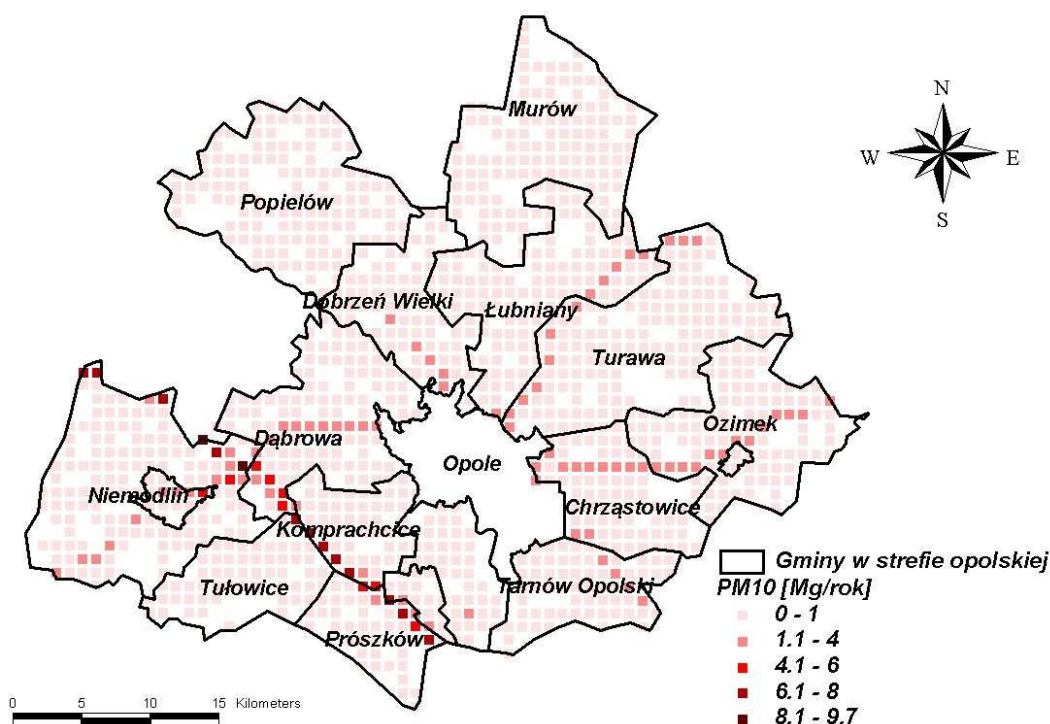 Murów
N
W
E
S
Popielów
Dobrzeń Wielki
Łubniany
Turawa
Dąbrowa
Ozimek
Opole
Niemodlin
Chrząstowice
Komprachcice
Tułowice
Tarnów Opolski
Prószków
Gminy w strefie opolskiej
PM10 [Mg/rok]
0 - 1
1.1 - 4
4.1 - 6
6.1 - 8
8.1 - 9.7
0 5 10 15 Kilometers